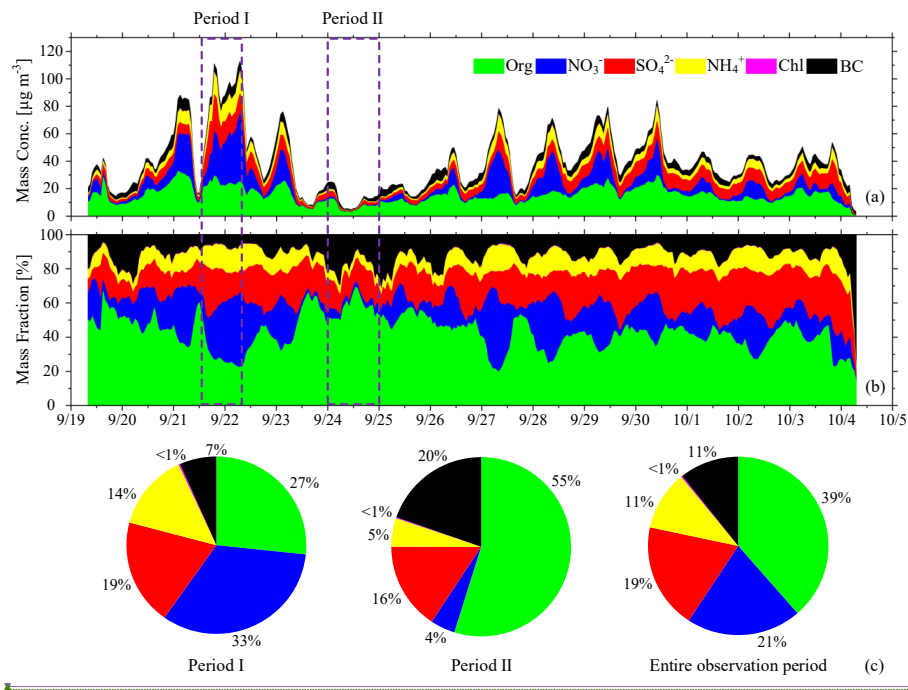 Period I Period II
Mass Conc. [µg m-3]
120
100
80
60
40
20
0
Org NO₃⁻ SO₄²⁻ NH₄⁺ Chl BC
(a)
Mass Fraction [%]
100
80
60
40
20
0
(b)
9/19 9/20 9/21 9/22 9/23 9/24 9/25 9/26 9/27 9/28 9/29 9/30 10/1 10/2 10/3 10/4 10/5
<1% 7% 27% 33% 19% 14%
Period I
20% 55% 4% 16% 5% <1%
Period II
11% 39% 21% 19% 11% <1%
Entire observation period
(c)